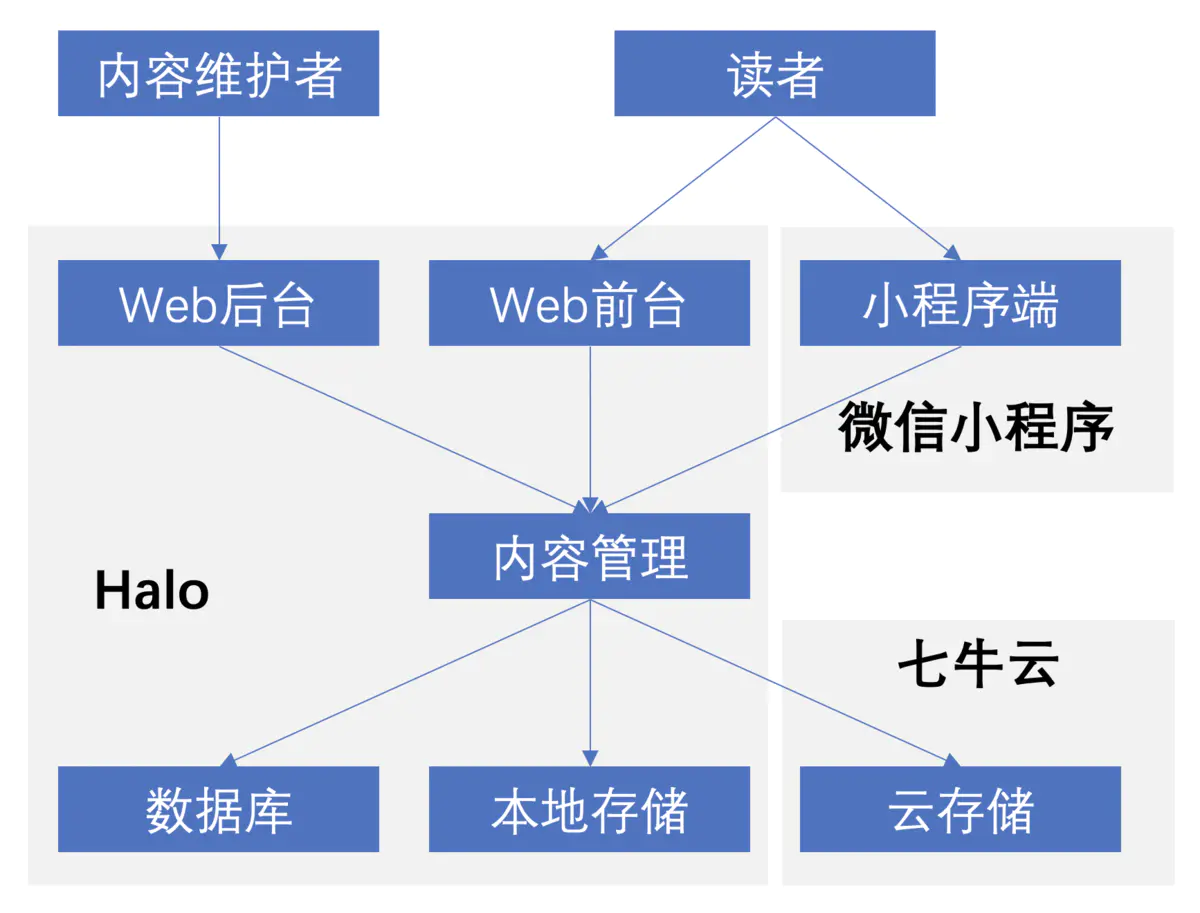 内容维护者
读者
Web后台
Web前台
小程序端
微信小程序
内容管理
Halo
七牛云
数据库
本地存储
云存储